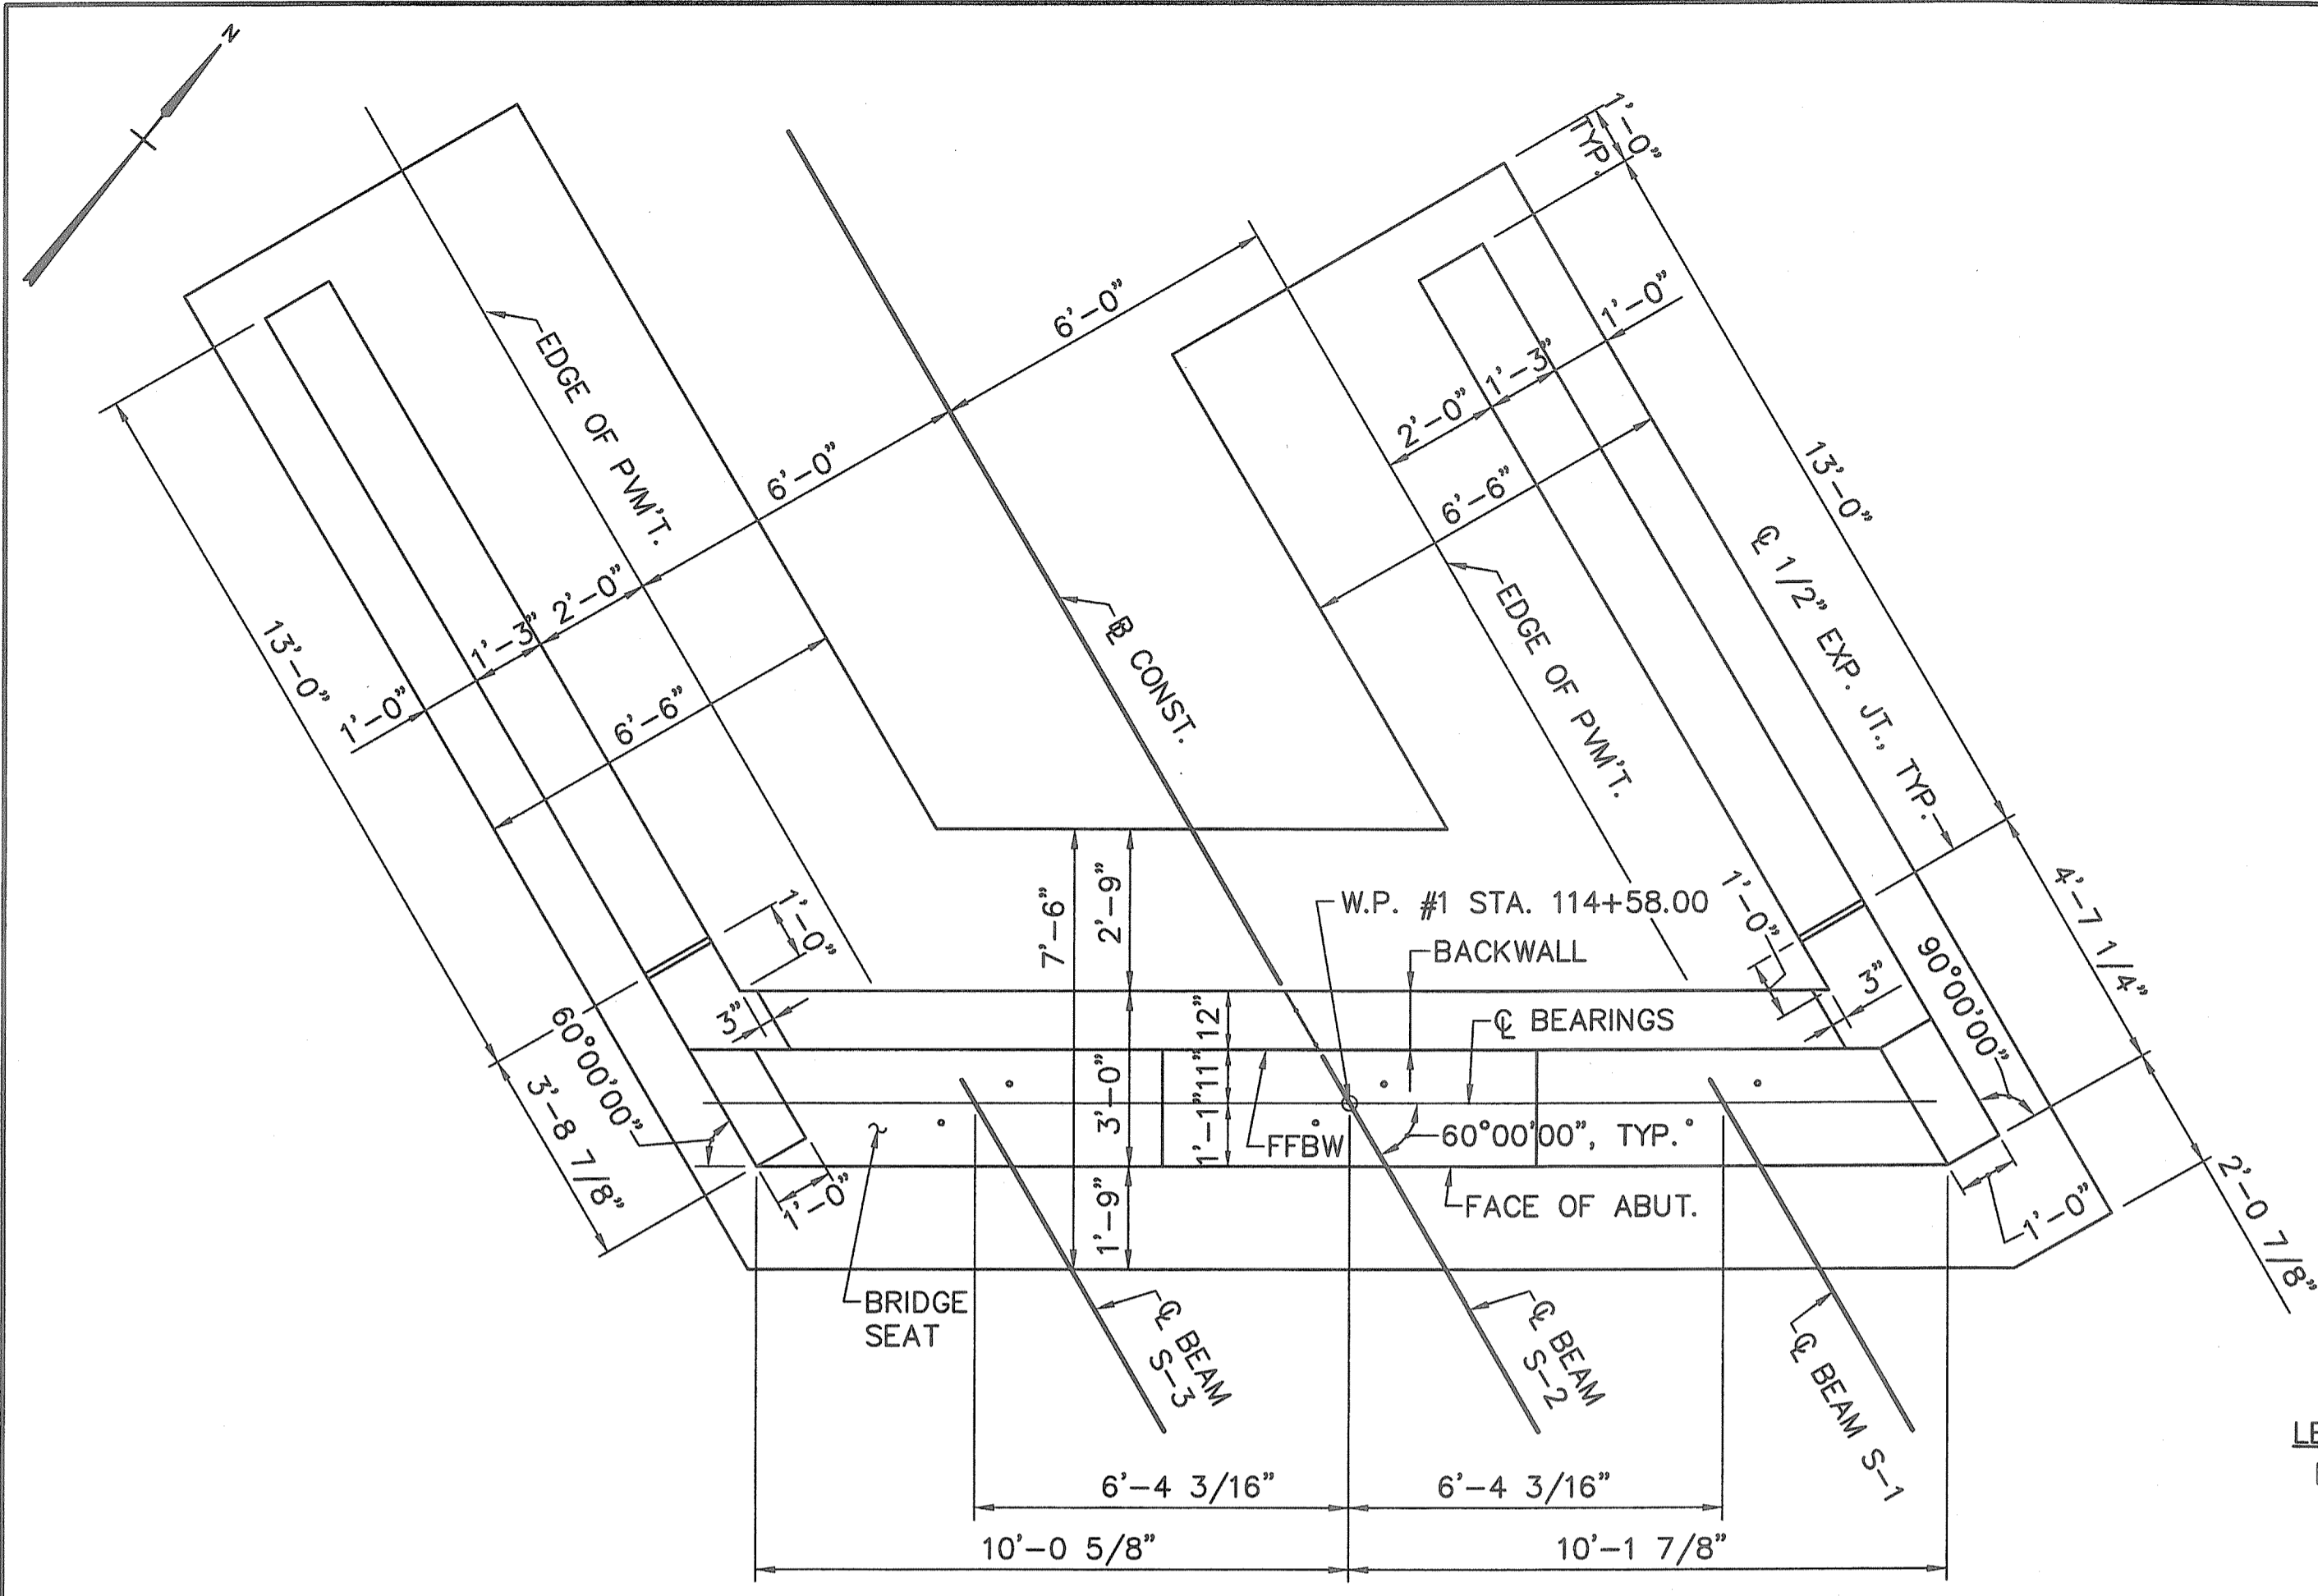 N
1'-0"
TYP.
6'-0"
1'-0"
1'-3"
2'-0"
EDGE OF PVM'T.
6'-0"
6'-6"
13'-0"
℄ 1/2" EXP. JT., TYP.
2'-0"
1'-3"
1'-0"
13'-0"
6'-6"
℄ CONST.
EDGE OF PVM'T.
7'-6"
2'-9"
W.P. #1 STA. 114+58.00
BACKWALL
1'-0"
1'-0"
4'-7 1/4"
3"
3"
90°00'00"
12"
℄ BEARINGS
60°00'00"
3'-8 7/8"
3'-0"
11"
1'-1"
FFBW
60°00'00", TYP.
1'-0"
1'-9"
FACE OF ABUT.
1'-0"
2'-0 7/8"
BRIDGE
SEAT
℄ BEAM
S-3
℄ BEAM
S-2
℄ BEAM S-1
6'-4 3/16"
6'-4 3/16"
10'-0 5/8"
10'-1 7/8"